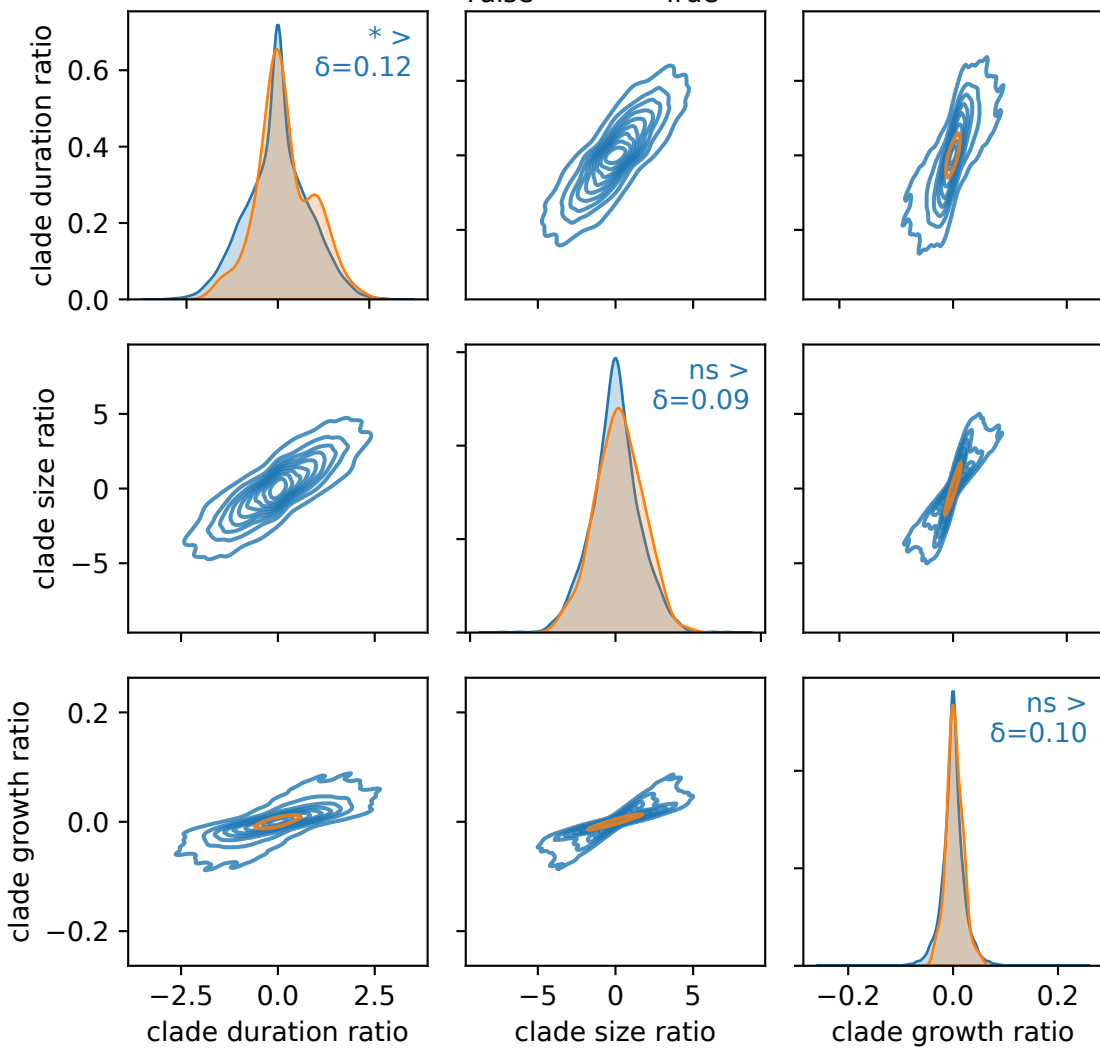 clade duration ratio
0.6
0.4
0.2
0.0
* >
δ=0.12
clade size ratio
5
0
−5
ns >
δ=0.09
clade growth ratio
0.2
0.0
−0.2
ns >
δ=0.10
−2.5 0.0 2.5
−5 0 5
−0.2 0.0 0.2
clade duration ratio
clade size ratio
clade growth ratio